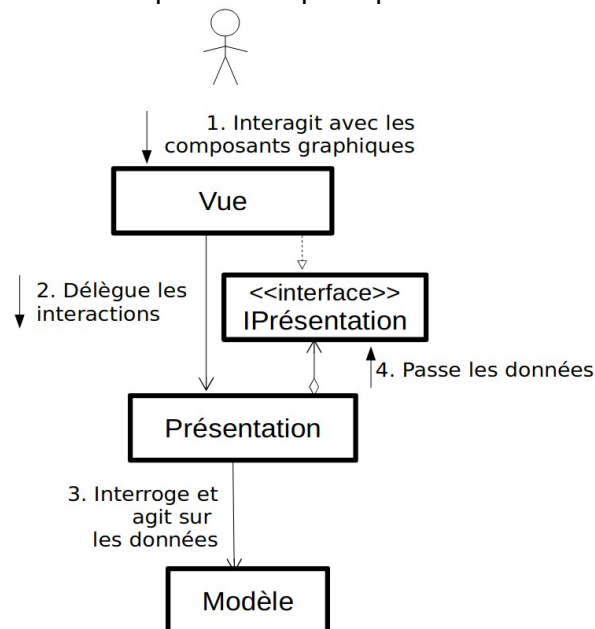 1. Interagit avec les
composants graphiques
Vue
2. Délègue les
interactions
<<interface>>
IPrésentation
4. Passe les données
Présentation
3. Interroge et
agit sur
les données
Modèle